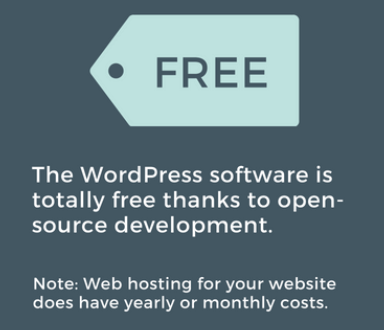 FREE
The WordPress software is
totally free thanks to open-
source development.
Note: Web hosting for your website
does have yearly or monthly costs.